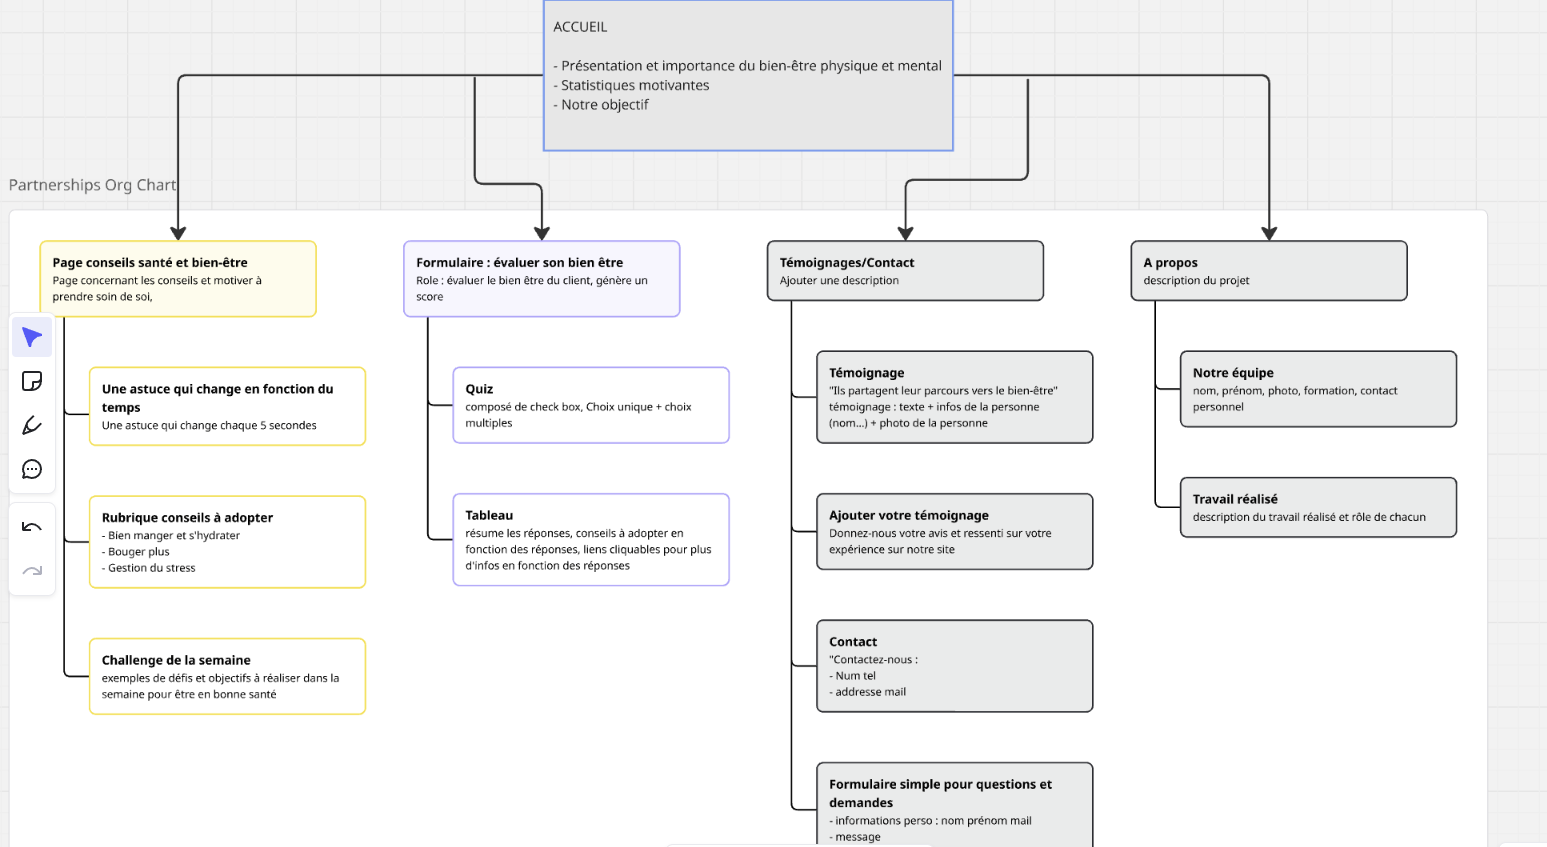 ACCUEIL
- Présentation et importance du bien-être physique et mental
- Statistiques motivantes
- Notre objectif
Partnerships Org Chart
Page conseils santé et bien-être
Page concernant les conseils et motiver à
prendre soin de soi,
Une astuce qui change en fonction du
temps
Une astuce qui change chaque 5 secondes
Rubrique conseils à adopter
- Bien manger et s'hydrater
- Bouger plus
- Gestion du stress
Challenge de la semaine
exemples de défis et objectifs à réaliser dans la
semaine pour être en bonne santé
Formulaire : évaluer son bien être
Role : évaluer le bien être du client, génère un
score
Quiz
composé de check box, Choix unique + choix
multiples
Tableau
résume les réponses, conseils à adopter en
fonction des réponses, liens cliquables pour plus
d'infos en fonction des réponses
Témoignages/Contact
Ajouter une description
Témoignage
"Ils partagent leur parcours vers le bien-être"
témoignage : texte + infos de la personne
(nom...) + photo de la personne
Ajouter votre témoignage
Donnez-nous votre avis et ressenti sur votre
expérience sur notre site
Contact
"Contactez-nous :
- Num tel
- addresse mail
Formulaire simple pour questions et
demandes
- informations perso : nom prénom mail
- message
A propos
description du projet
Notre équipe
nom, prénom, photo, formation, contact
personnel
Travail réalisé
description du travail réalisé et rôle de chacun